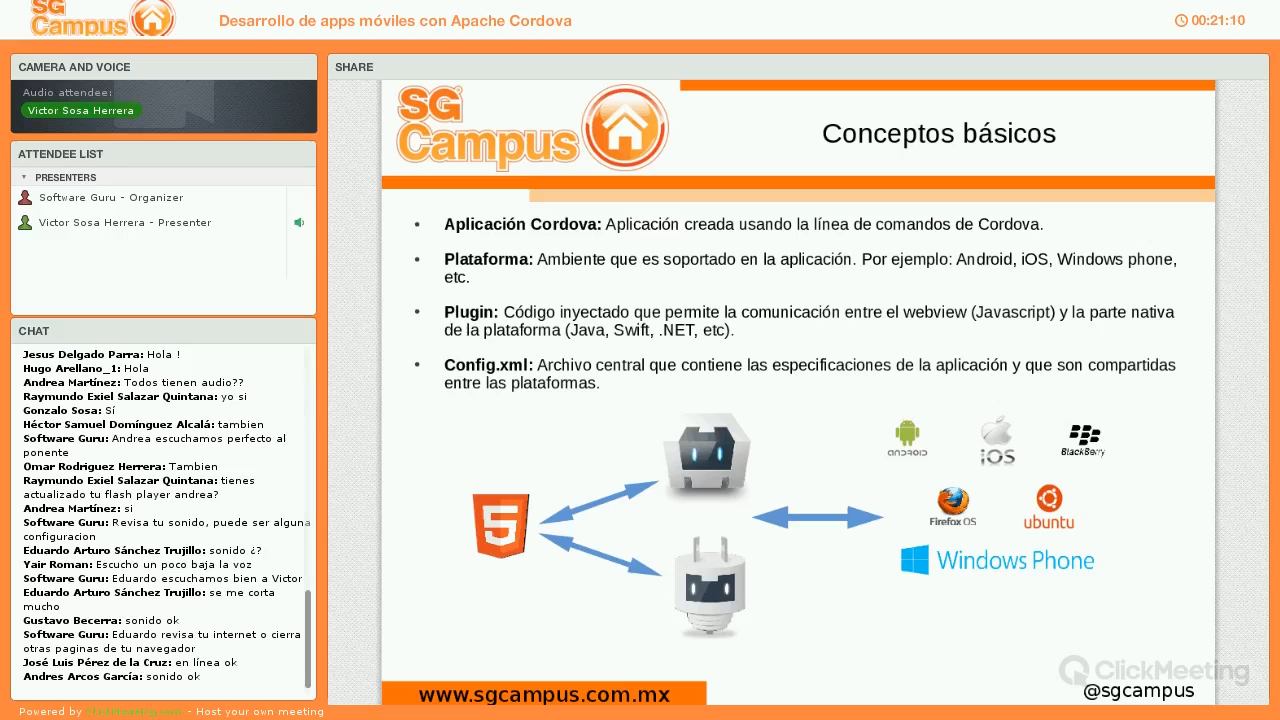 SG
Campus
Desarrollo de apps móviles con Apache Cordova
00:21:10
CAMERA AND VOICE
Audio attendee:
Victor Sosa Herrera
ATTENDEE LIST
PRESENTERS
Software Guru - Organizer
Victor Sosa Herrera - Presenter
CHAT
Jesus Delgado Parra: Hola !
Hugo Arellano_1: Hola
Andrea Martínez: Todos tienen audio??
Raymundo Exiel Salazar Quintana: yo si
Gonzalo Sosa: Sí
Héctor Samuel Domínguez Alcalá: tambien
Software Guru: Andrea escuchamos perfecto al
ponente
Omar Rodriguez Herrera: Tambien
Raymundo Exiel Salazar Quintana: tienes
actualizado tu flash player andrea?
Andrea Martínez: si
Software Guru: Revisa tu sonido, puede ser alguna
configuracion
Eduardo Arturo Sánchez Trujillo: sonido ¿?
Yair Roman: Escucho un poco baja la voz
Software Guru: Eduardo escuchamos bien a Victor
Eduardo Arturo Sánchez Trujillo: se me corta
mucho
Gustavo Becerra: sonido ok
Software Guru: Eduardo revisa tu internet o cierra
otras paginas de tu navegador
José Luis Pérez de la Cruz: en línea ok
Andres Arcos García: sonido ok
Powered by ClickMeeting.com - Host your own meeting
SHARE
SG
Campus
Conceptos básicos
• Aplicación Cordova: Aplicación creada usando la línea de comandos de Cordova.
• Plataforma: Ambiente que es soportado en la aplicación. Por ejemplo: Android, iOS, Windows phone,
etc.
• Plugin: Código inyectado que permite la comunicación entre el webview (Javascript) y la parte nativa
de la plataforma (Java, Swift, .NET, etc).
• Config.xml: Archivo central que contiene las especificaciones de la aplicación y que son compartidas
entre las plataformas.
5
ANDROID
iOS
BlackBerry
Firefox OS
ubuntu
Windows Phone
ClickMeeting
www.sgcampus.com.mx
@sgcampus